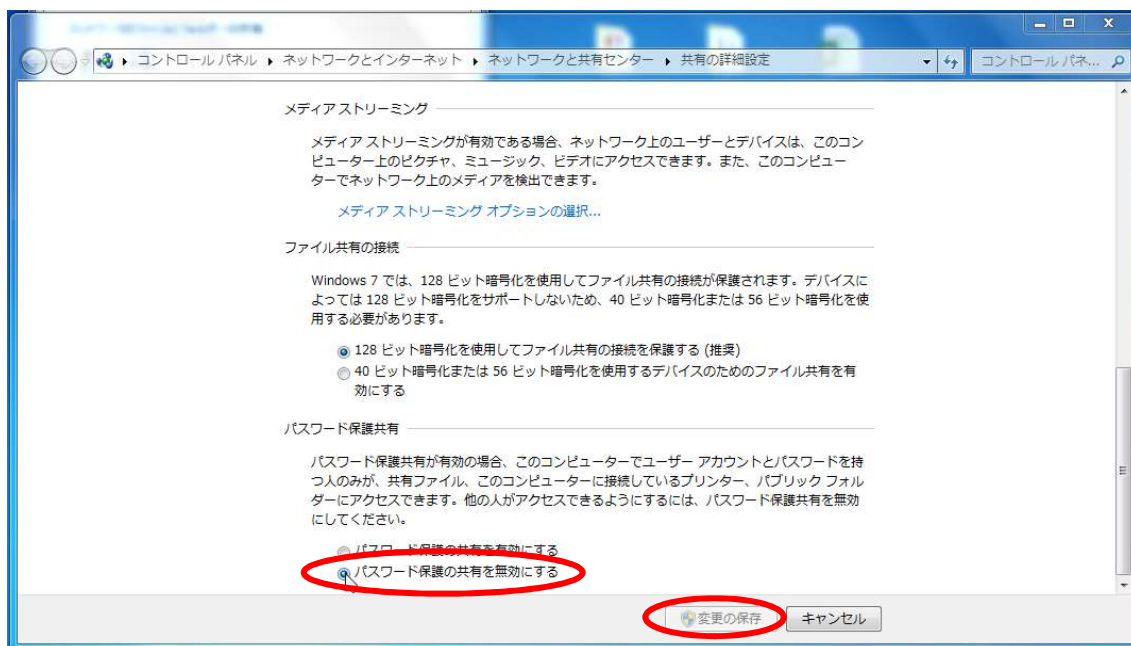 コントロール パネル ▸ ネットワークとインターネット ▸ ネットワークと共有センター ▸ 共有の詳細設定
コントロール パネ...
メディア ストリーミング
メディア ストリーミングが有効である場合、ネットワーク上のユーザーとデバイスは、このコン
ピューター上のピクチャ、ミュージック、ビデオにアクセスできます。また、このコンピュー
ターでネットワーク上のメディアを検出できます。
メディア ストリーミング オプションの選択...
ファイル共有の接続
Windows 7 では、128 ビット暗号化を使用してファイル共有の接続が保護されます。デバイスに
よっては 128 ビット暗号化をサポートしないため、40 ビット暗号化または 56 ビット暗号化を使
用する必要があります。
128 ビット暗号化を使用してファイル共有の接続を保護する (推奨)
40 ビット暗号化または 56 ビット暗号化を使用するデバイスのためのファイル共有を有
効にする
パスワード保護共有
パスワード保護共有が有効の場合、このコンピューターでユーザー アカウントとパスワードを持
つ人のみが、共有ファイル、このコンピューターに接続しているプリンター、パブリック フォル
ダーにアクセスできます。他の人がアクセスできるようにするには、パスワード保護共有を無効
にしてください。
パスワード保護の共有を有効にする
パスワード保護の共有を無効にする
変更の保存
キャンセル